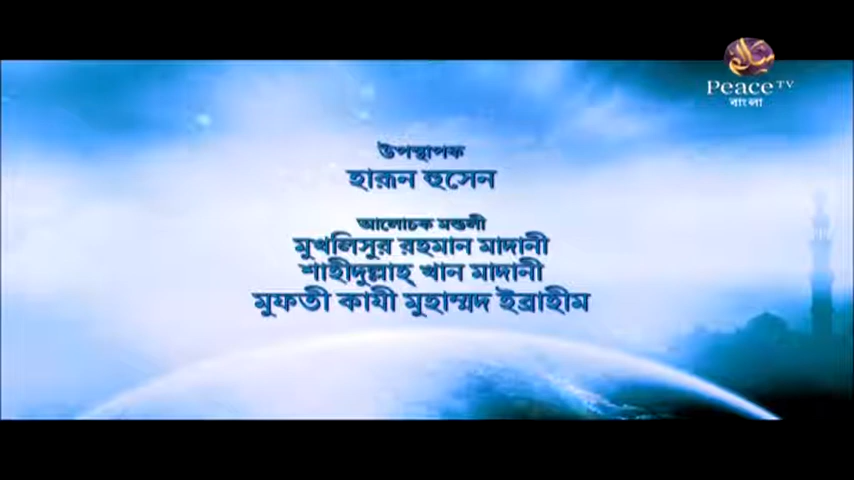 Peace TV
বাংলা
উপস্থাপক
হারূন হুসেন
আলোচক মন্ডলী
মুখলিসুর রহমান মাদানী
শাহীদুল্লাহ্ খান মাদানী
মুফতী কাযী মুহাম্মদ ইব্রাহীম